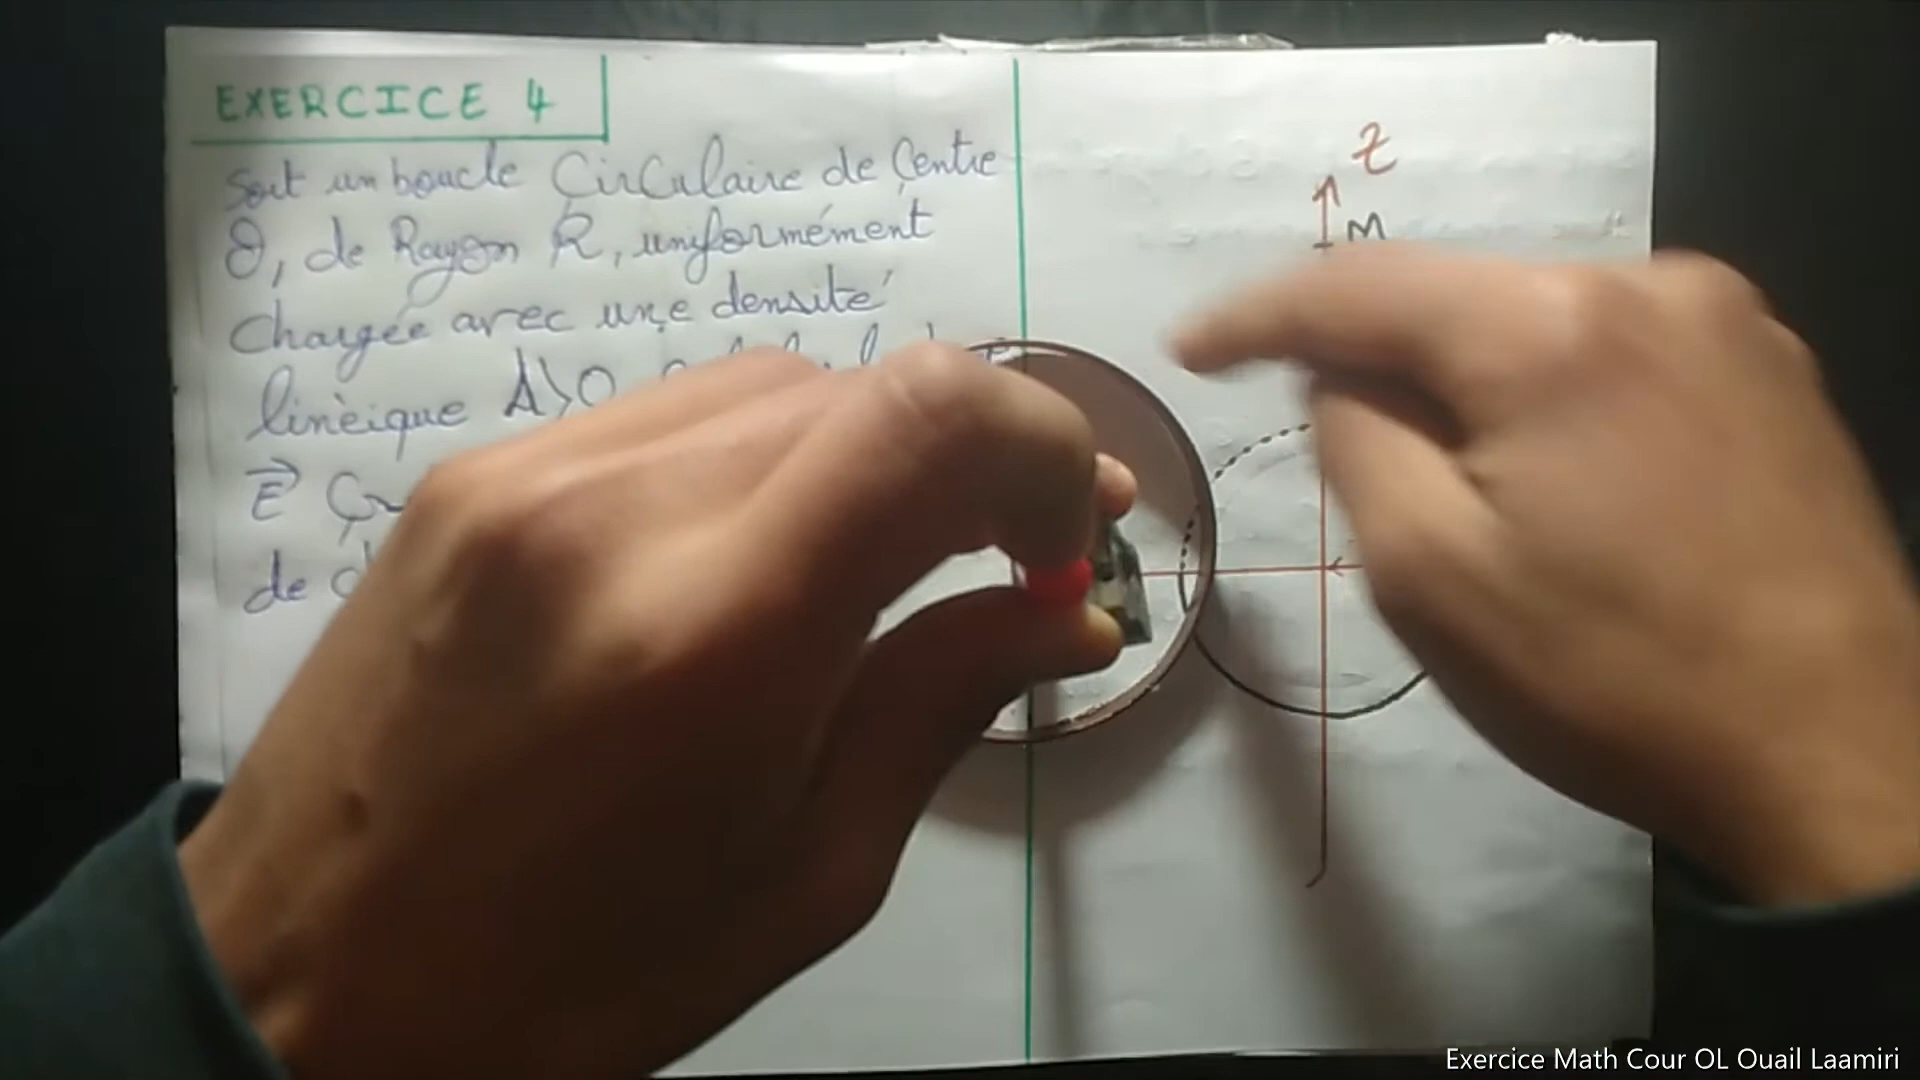 EXERCICE 4
Soit un boucle Circulaire de Centre
O, de Rayon R, uniformément
chargée avec une densité
linèique λ>0
E⃗
de
Z
M
Exercice Math Cour OL Ouail Laamiri